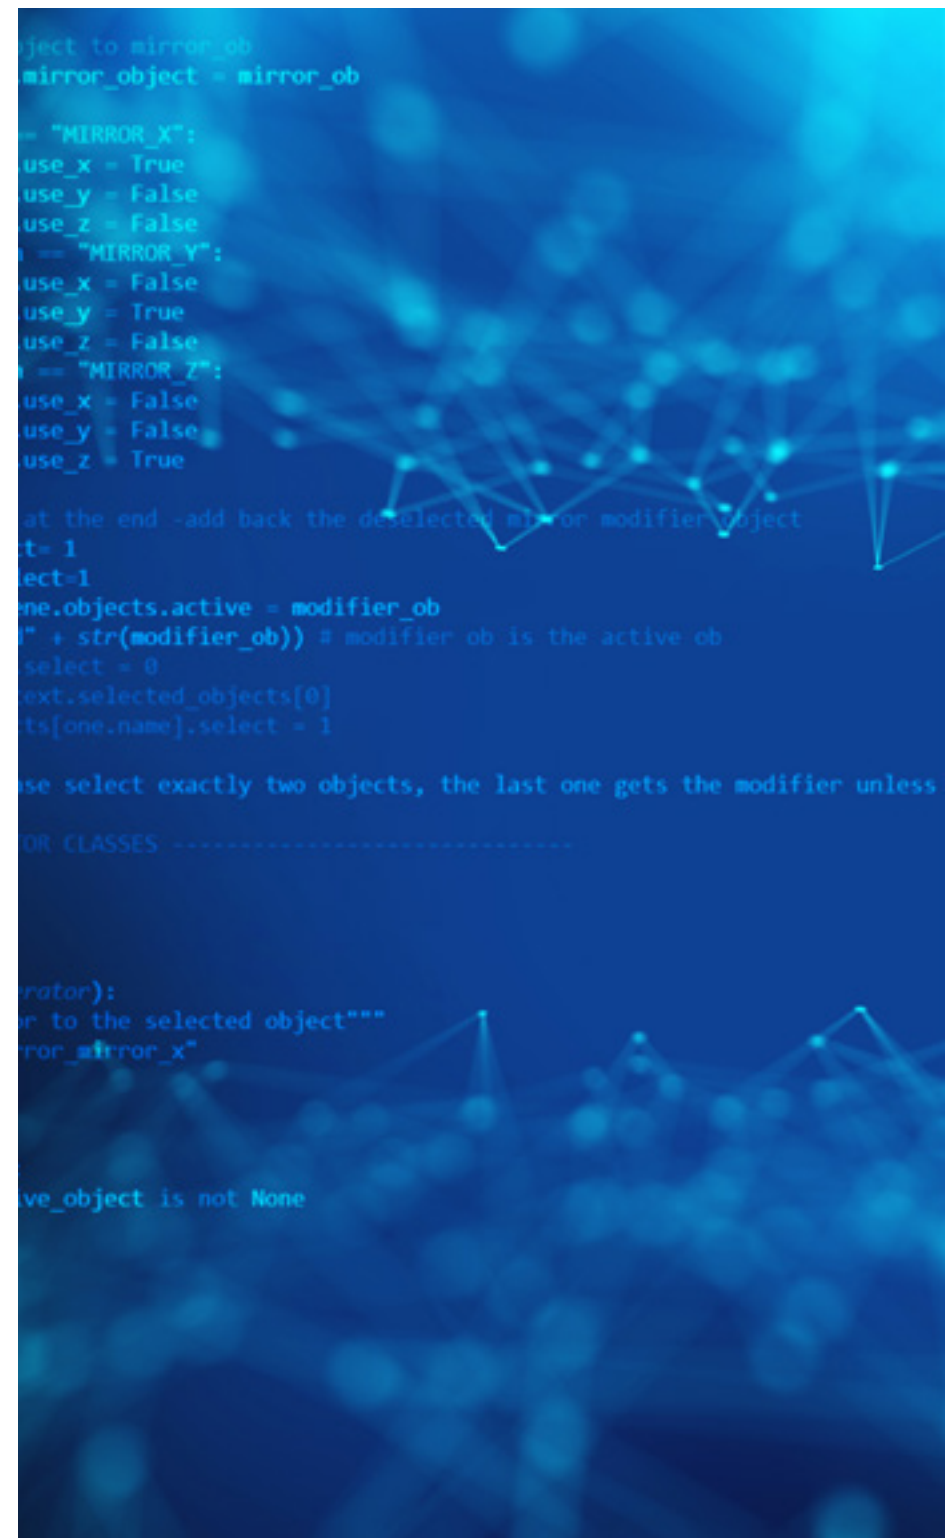 ject to mirror_ob
.mirror_object = mirror_ob
== "MIRROR_X":
.use_x = True
.use_y = False
.use_z = False
== "MIRROR_Y":
.use_x = False
.use_y = True
.use_z = False
== "MIRROR_Z":
.use_x = False
.use_y = False
.use_z = True
at the end -add back the deselected mirror modifier object
t= 1
lect=1
ne.objects.active = modifier_ob
" + str(modifier_ob)) # modifier ob is the active ob
.select = 0
text.selected_objects[0]
ts[one.name].select = 1
se select exactly two objects, the last one gets the modifier unless
OR CLASSES ------------------------------
rator):
or to the selected object"""
ror_mirror_x"
ve_object is not None